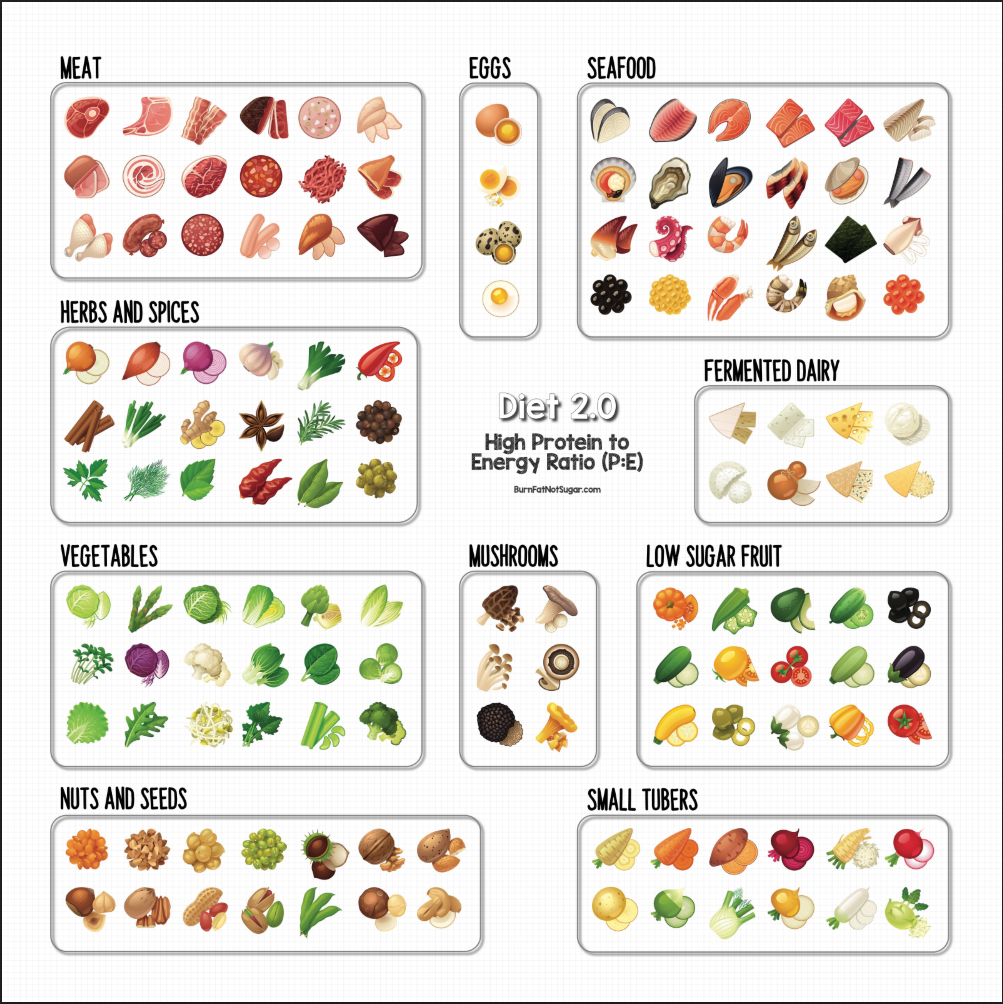 MEAT
EGGS
SEAFOOD
HERBS AND SPICES
FERMENTED DAIRY
Diet 2.0
High Protein to
Energy Ratio (P:E)
BurnFatNotSugar.com
VEGETABLES
MUSHROOMS
LOW SUGAR FRUIT
NUTS AND SEEDS
SMALL TUBERS